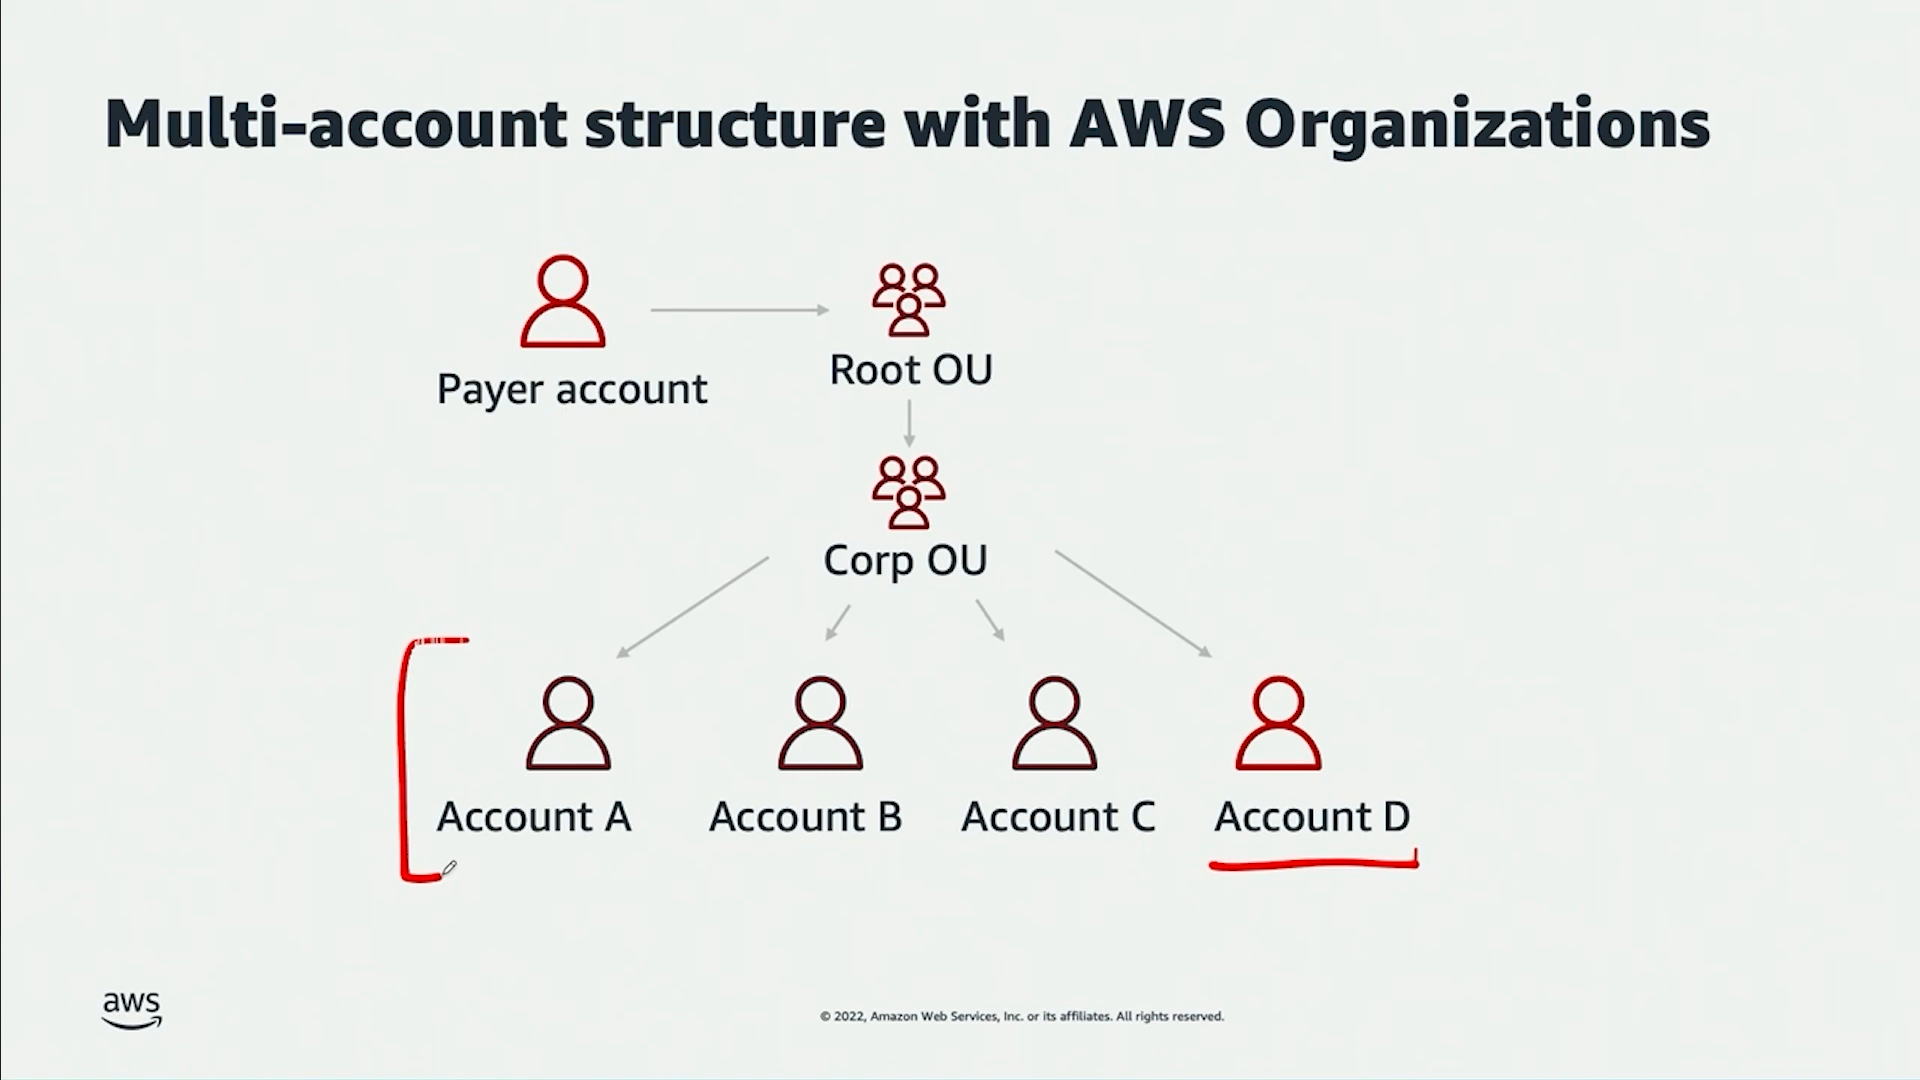 Multi-account structure with AWS Organizations
Payer account
Root OU
Corp OU
Account A
Account B
Account C
Account D
aws
© 2022, Amazon Web Services, Inc. or its affiliates. All rights reserved.